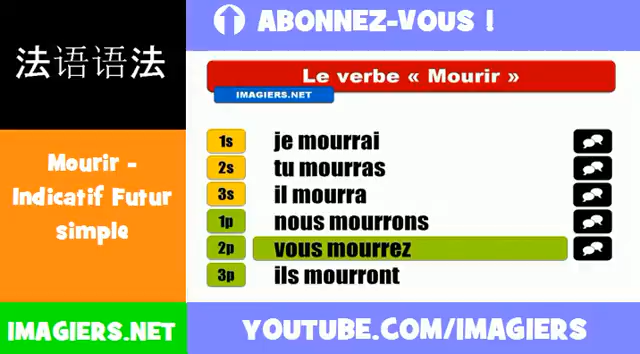 法语语法
Mourir -
Indicatif Futur
simple
IMAGIERS.NET
ABONNEZ-VOUS !
Le verbe « Mourir »
IMAGIERS.NET
1s je mourrai
2s tu mourras
3s il mourra
1p nous mourrons
2p vous mourrez
3p ils mourront
YOUTUBE.COM/IMAGIERS